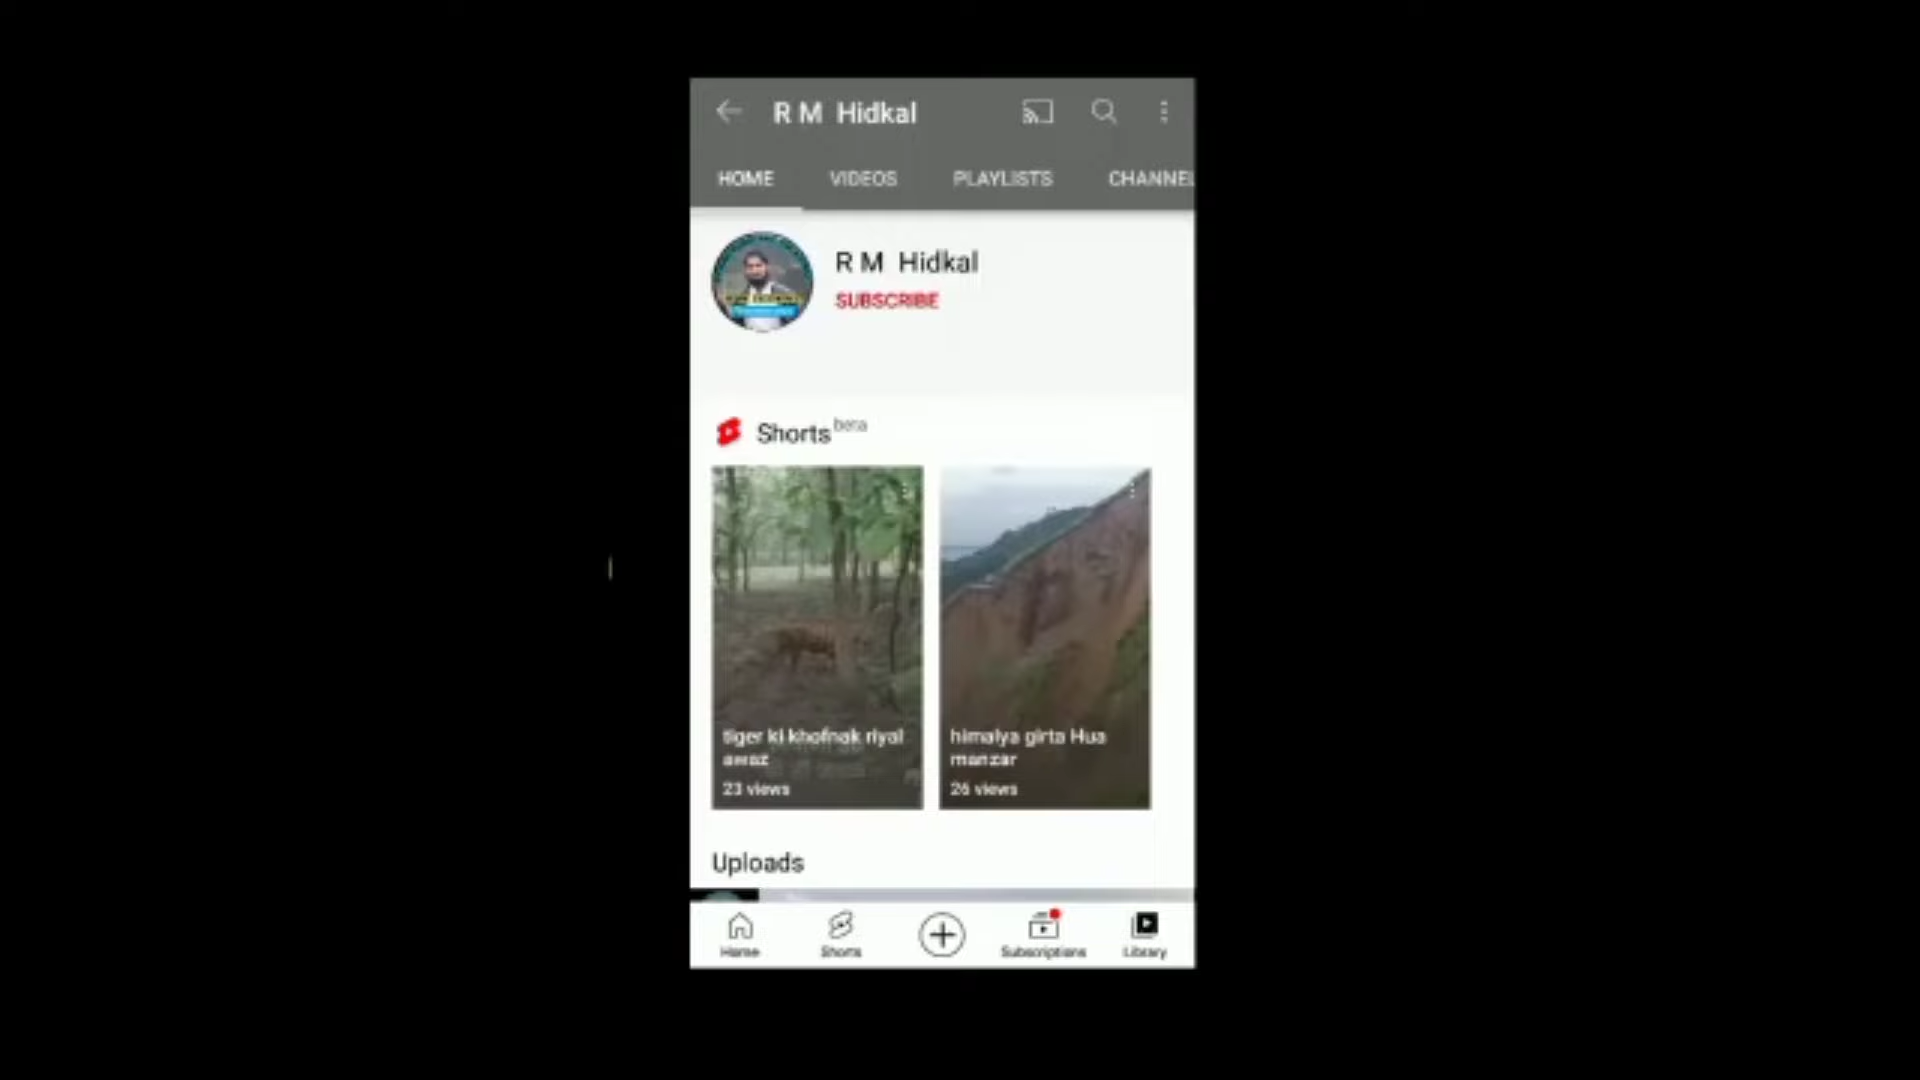 R M Hidkal
HOME VIDEOS PLAYLISTS CHANNEL
R M Hidkal
SUBSCRIBE
Shorts beta
tiger ki khofnak riyal
awaz
23 views
himalya girta Hua
manzar
26 views
Uploads
Home Shorts Subscriptions Library